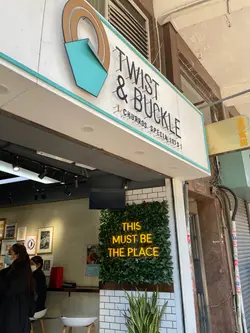 TWIST
& BUCKLE
CHURROS SPECIALISTS
THIS
MUST BE
THE PLACE